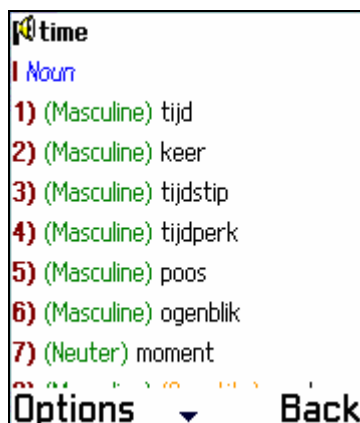 time
I Noun
1) (Masculine) tijd
2) (Masculine) keer
3) (Masculine) tijdstip
4) (Masculine) tijdperk
5) (Masculine) poos
6) (Masculine) ogenblik
7) (Neuter) moment
Options Back